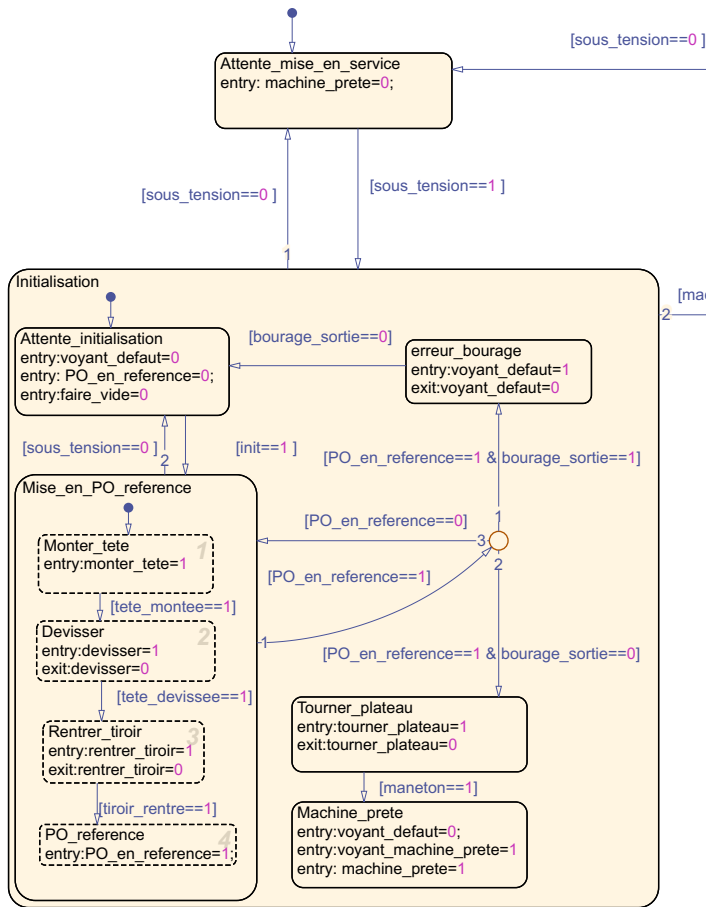 [sous_tension==0 ]
Attente_mise_en_service
entry: machine_prete=0;
[sous_tension==0 ]
[sous_tension==1 ]
1
Initialisation
2
[mac
Attente_initialisation
entry:voyant_defaut=0
entry: PO_en_reference=0;
entry:faire_vide=0
[bourage_sortie==0]
erreur_bourage
entry:voyant_defaut=1
exit:voyant_defaut=0
[sous_tension==0 ]
2
[init==1 ]
[PO_en_reference==1 & bourage_sortie==1]
Mise_en_PO_reference
[PO_en_reference==0]
1
3
2
Monter_tete
1
entry:monter_tete=1
[PO_en_reference==1]
[tete_montee==1]
Devisser
2
entry:devisser=1
exit:devisser=0
1
[PO_en_reference==1 & bourage_sortie==0]
[tete_devissee==1]
Rentrer_tiroir
3
entry:rentrer_tiroir=1
exit:rentrer_tiroir=0
Tourner_plateau
entry:tourner_plateau=1
exit:tourner_plateau=0
[tiroir_rentre==1]
[maneton==1]
PO_reference
4
entry:PO_en_reference=1;
Machine_prete
entry:voyant_defaut=0;
entry:voyant_machine_prete=1
entry: machine_prete=1